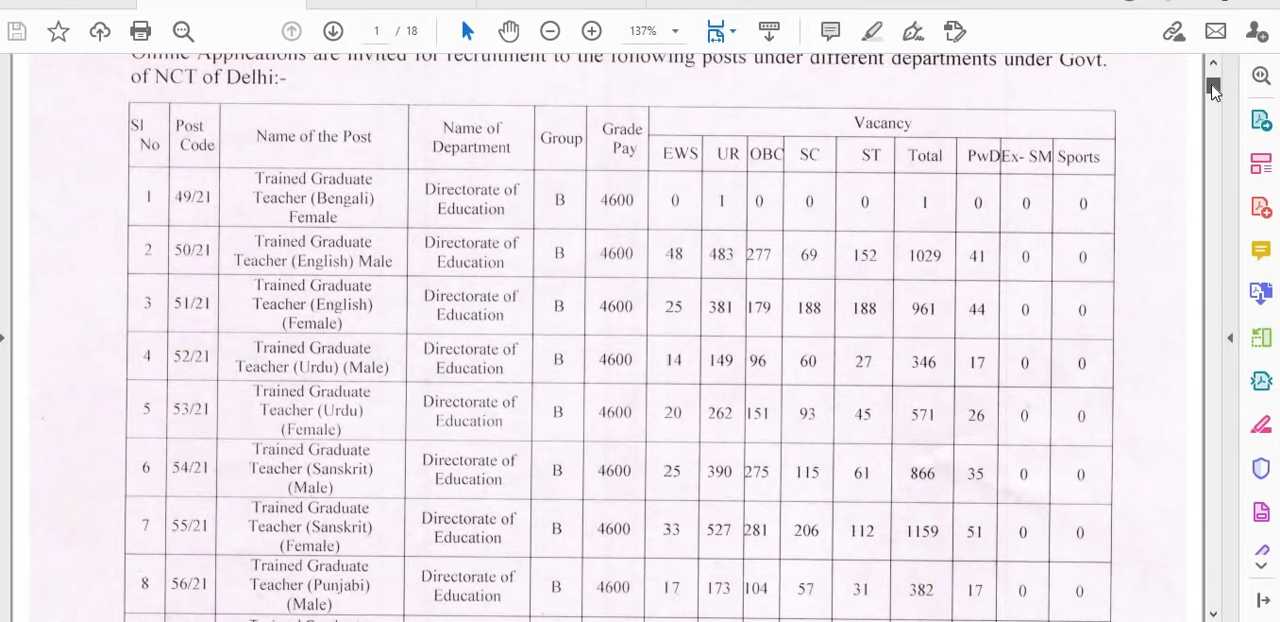 1 / 18
137%
Online Applications are invited for recruitment to the following posts under different departments under Govt.
of NCT of Delhi:-
Sl No | Post Code | Name of the Post | Name of Department | Group | Grade Pay | Vacancy
EWS | UR | OBC | SC | ST | Total | PwD | Ex- SM | Sports
1 | 49/21 | Trained Graduate Teacher (Bengali) Female | Directorate of Education | B | 4600 | 0 | 1 | 0 | 0 | 0 | 1 | 0 | 0 | 0
2 | 50/21 | Trained Graduate Teacher (English) Male | Directorate of Education | B | 4600 | 48 | 483 | 277 | 69 | 152 | 1029 | 41 | 0 | 0
3 | 51/21 | Trained Graduate Teacher (English) (Female) | Directorate of Education | B | 4600 | 25 | 381 | 179 | 188 | 188 | 961 | 44 | 0 | 0
4 | 52/21 | Trained Graduate Teacher (Urdu) (Male) | Directorate of Education | B | 4600 | 14 | 149 | 96 | 60 | 27 | 346 | 17 | 0 | 0
5 | 53/21 | Trained Graduate Teacher (Urdu) (Female) | Directorate of Education | B | 4600 | 20 | 262 | 151 | 93 | 45 | 571 | 26 | 0 | 0
6 | 54/21 | Trained Graduate Teacher (Sanskrit) (Male) | Directorate of Education | B | 4600 | 25 | 390 | 275 | 115 | 61 | 866 | 35 | 0 | 0
7 | 55/21 | Trained Graduate Teacher (Sanskrit) (Female) | Directorate of Education | B | 4600 | 33 | 527 | 281 | 206 | 112 | 1159 | 51 | 0 | 0
8 | 56/21 | Trained Graduate Teacher (Punjabi) (Male) | Directorate of Education | B | 4600 | 17 | 173 | 104 | 57 | 31 | 382 | 17 | 0 | 0